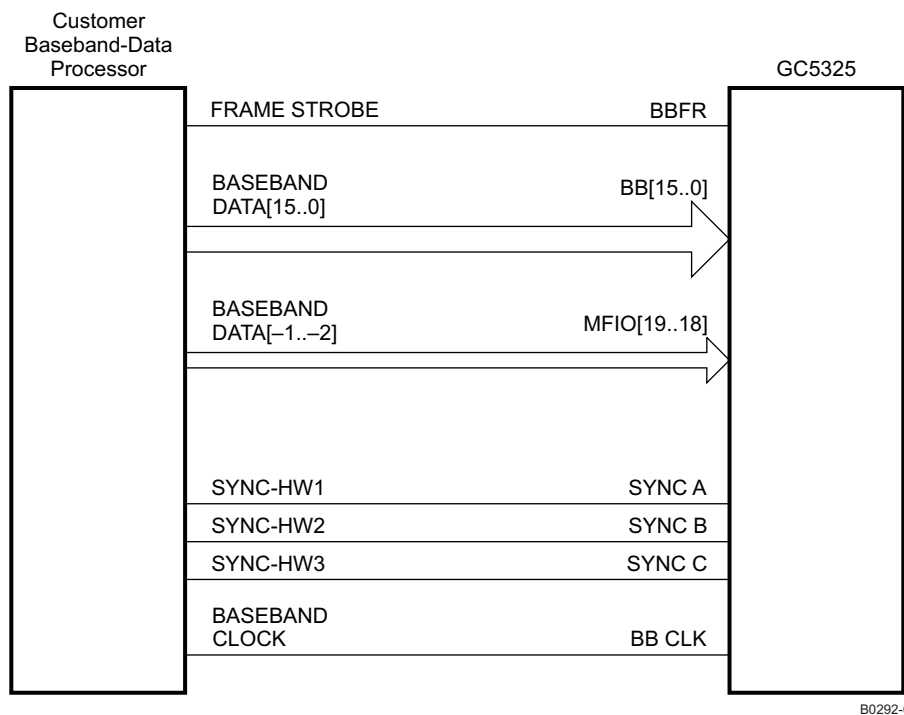 Customer
Baseband-Data
Processor
GC5325
FRAME STROBE BBFR
BASEBAND
DATA[15..0]
BB[15..0]
BASEBAND
DATA[–1..–2]
MFIO[19..18]
SYNC-HW1 SYNC A
SYNC-HW2 SYNC B
SYNC-HW3 SYNC C
BASEBAND
CLOCK BB CLK